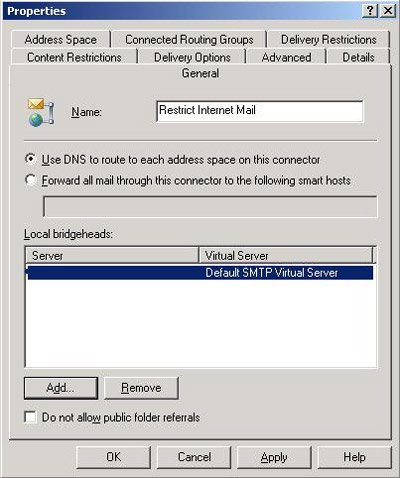 Properties
Address Space Connected Routing Groups Delivery Restrictions
Content Restrictions Delivery Options Advanced Details
General
Name: Restrict Internet Mail
Use DNS to route to each address space on this connector
Forward all mail through this connector to the following smart hosts
Local bridgeheads:
Server Virtual Server
Default SMTP Virtual Server
Add... Remove
Do not allow public folder referrals
OK Cancel Apply Help